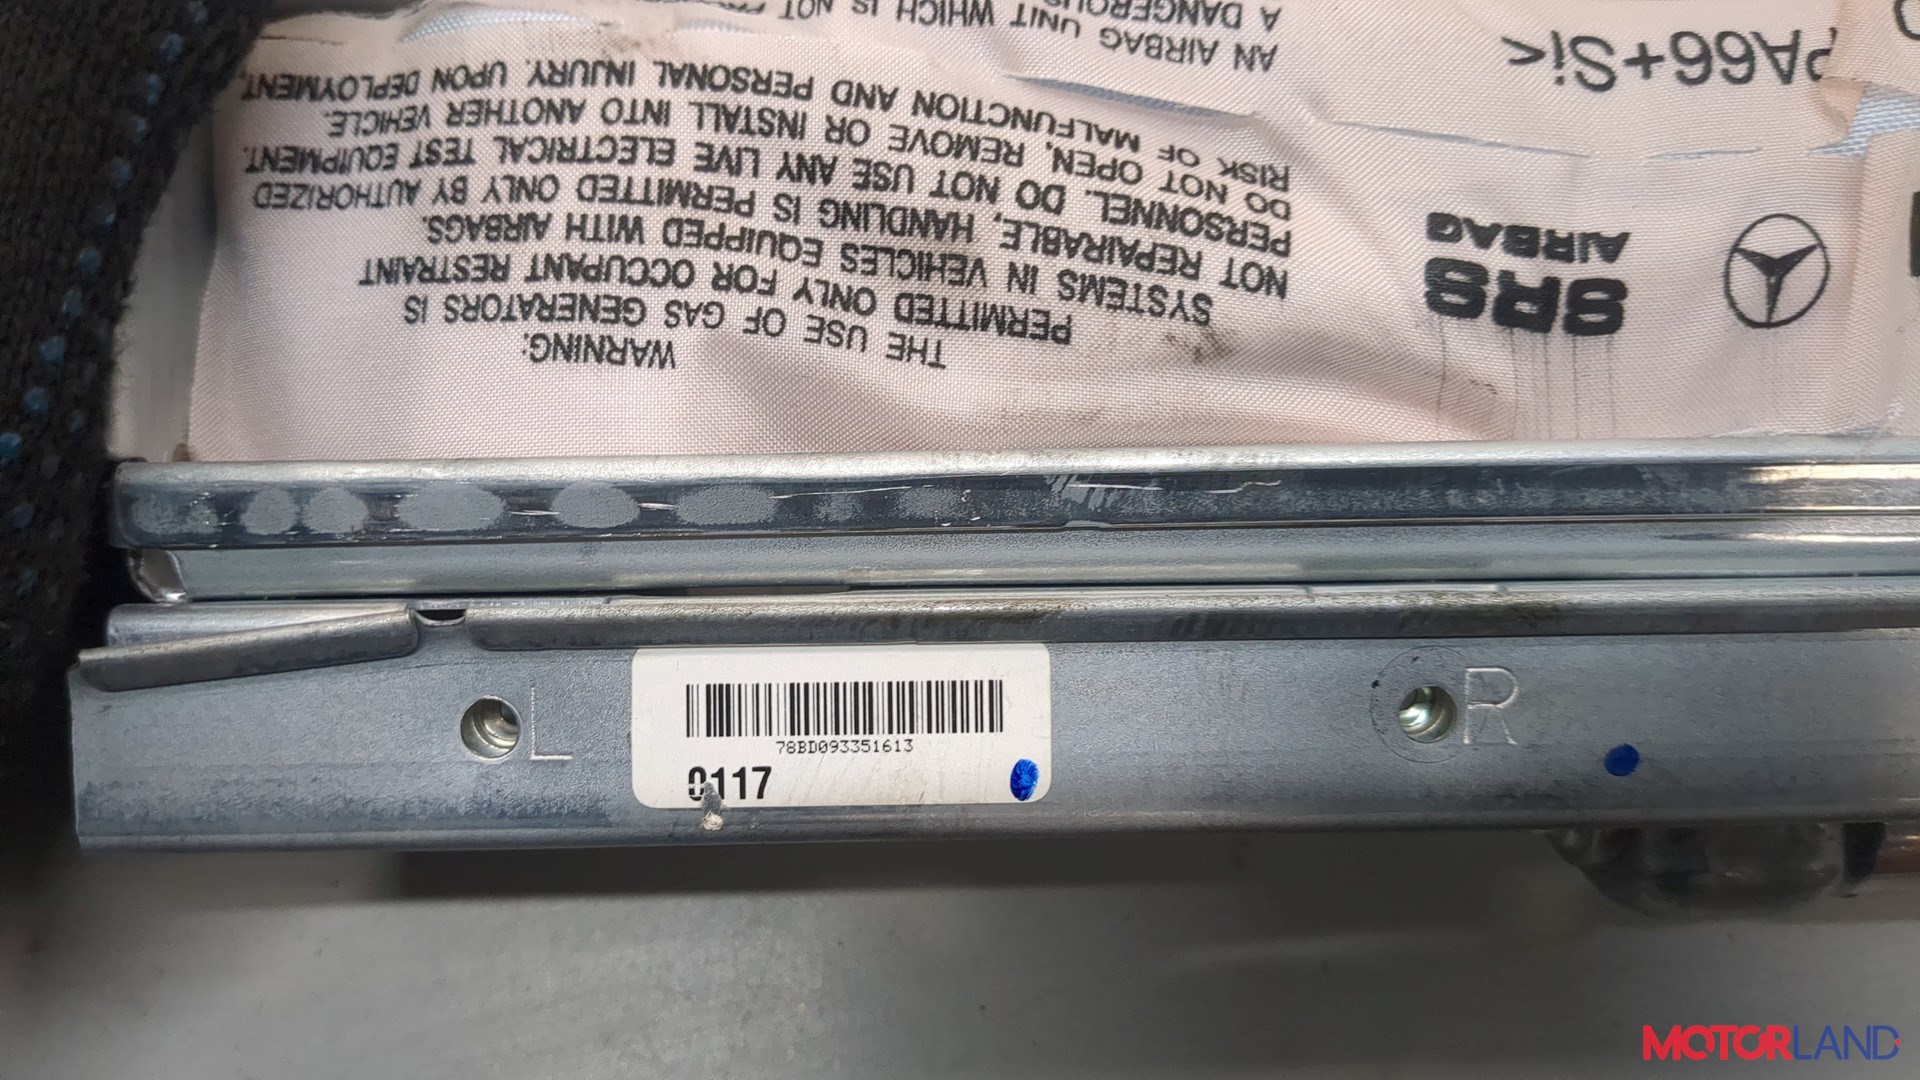 WARNING:
THE USE OF GAS GENERATORS IS
PERMITTED ONLY FOR OCCUPANT RESTRAINT
SYSTEMS IN VEHICLES EQUIPPED WITH AIRBAGS.
NOT REPAIRABLE, HANDLING IS PERMITTED ONLY BY AUTHORIZED
PERSONNEL. DO NOT USE ANY LIVE ELECTRICAL TEST EQUIPMENT.
DO NOT OPEN, REMOVE OR INSTALL INTO ANOTHER VEHICLE.
RISK OF MALFUNCTION AND PERSONAL INJURY. UPON DEPLOYMENT,
AN AIRBAG UNIT WHICH IS NOT
A DANGEROUS
SRS
AIRBAG
PA66+Si<
L
R
78BD093351613
0117
MOTORLAND